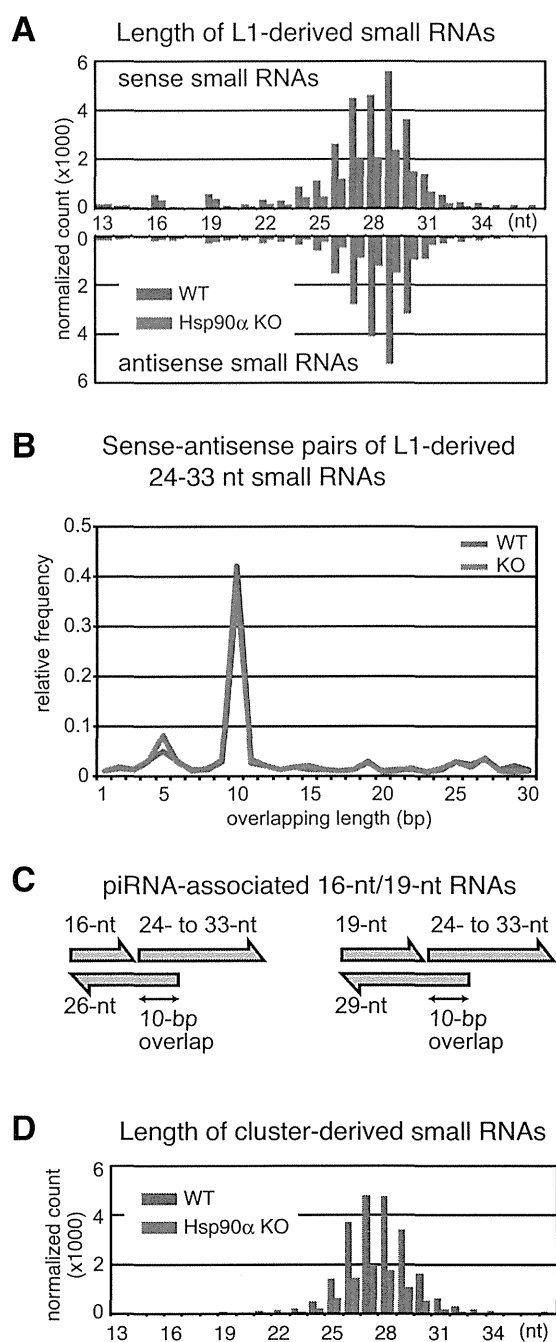 A Length of L1-derived small RNAs
6
sense small RNAs
4
2
0
normalized count (x1000)
13 16 19 22 25 28 31 34 (nt)
0
2
4
6
WT
Hsp90α KO
antisense small RNAs
B Sense-antisense pairs of L1-derived
24-33 nt small RNAs
0.5
0.4
0.3
0.2
0.1
0
relative frequency
WT
KO
1 5 10 15 20 25 30
overlapping length (bp)
C piRNA-associated 16-nt/19-nt RNAs
16-nt 24- to 33-nt 19-nt 24- to 33-nt
26-nt 10-bp overlap 29-nt 10-bp overlap
D Length of cluster-derived small RNAs
6
4
2
0
normalized count
(x1000)
WT
Hsp90α KO
13 16 19 22 25 28 31 34 (nt)